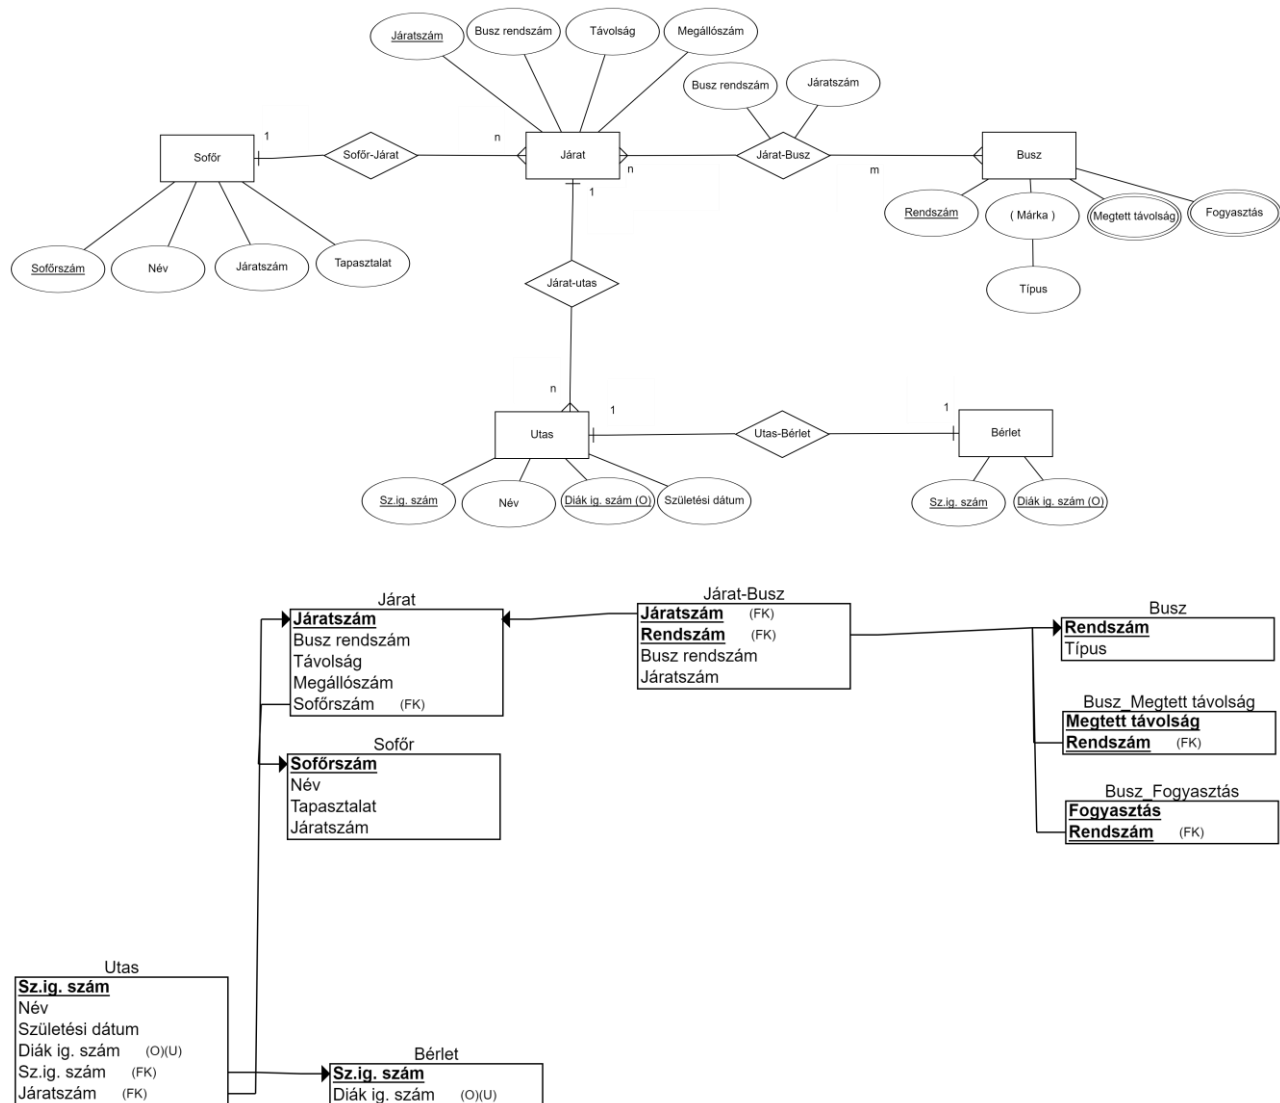 Járatszám
Busz rendszám
Távolság
Megállószám
Busz rendszám
Járatszám
1
n
Sofőr
Sofőr-Járat
Járat
Járat-Busz
Busz
n
m
1
Rendszám
( Márka )
Megtett távolság
Fogyasztás
Sofőrszám
Név
Járatszám
Tapasztalat
Járat-utas
Típus
n
1
1
Utas
Utas-Bérlet
Bérlet
Sz.ig. szám
Név
Diák ig. szám (O)
Születési dátum
Sz.ig. szám
Diák ig. szám (O)
Járat
Járatszám
Busz rendszám
Távolság
Megállószám
Sofőrszám (FK)
Járat-Busz
Járatszám (FK)
Rendszám (FK)
Busz rendszám
Járatszám
Busz
Rendszám
Típus
Busz_Megtett távolság
Megtett távolság
Rendszám (FK)
Busz_Fogyasztás
Fogyasztás
Rendszám (FK)
Sofőr
Sofőrszám
Név
Tapasztalat
Járatszám
Utas
Sz.ig. szám
Név
Születési dátum
Diák ig. szám (O)(U)
Sz.ig. szám (FK)
Járatszám (FK)
Bérlet
Sz.ig. szám
Diák ig. szám (O)(U)